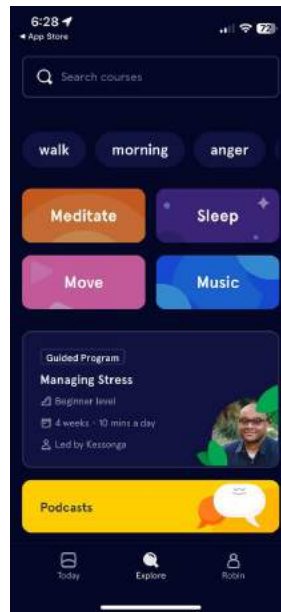 6:28
72
App Store
Search courses
walk morning anger
Meditate Sleep
Move Music
Guided Program
Managing Stress
Beginner level
4 weeks · 10 mins a day
Led by Kessonga
Podcasts
Today Explore Robin